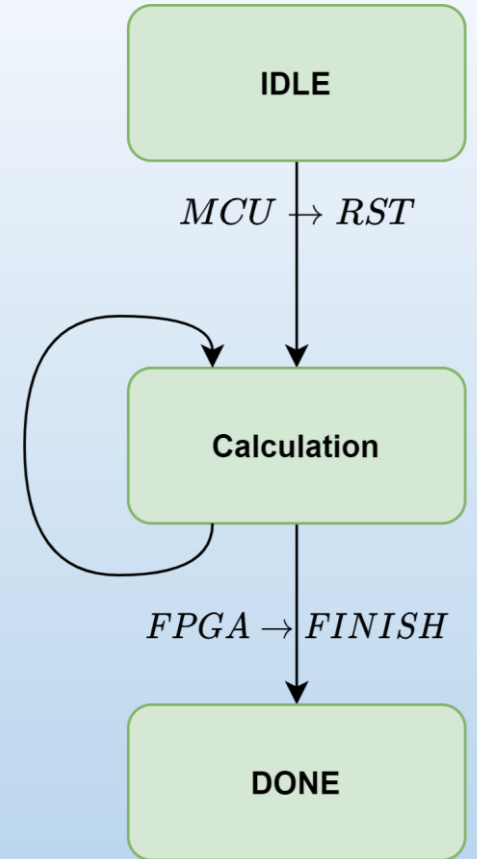 IDLE
MCU → RST
Calculation
FPGA → FINISH
DONE